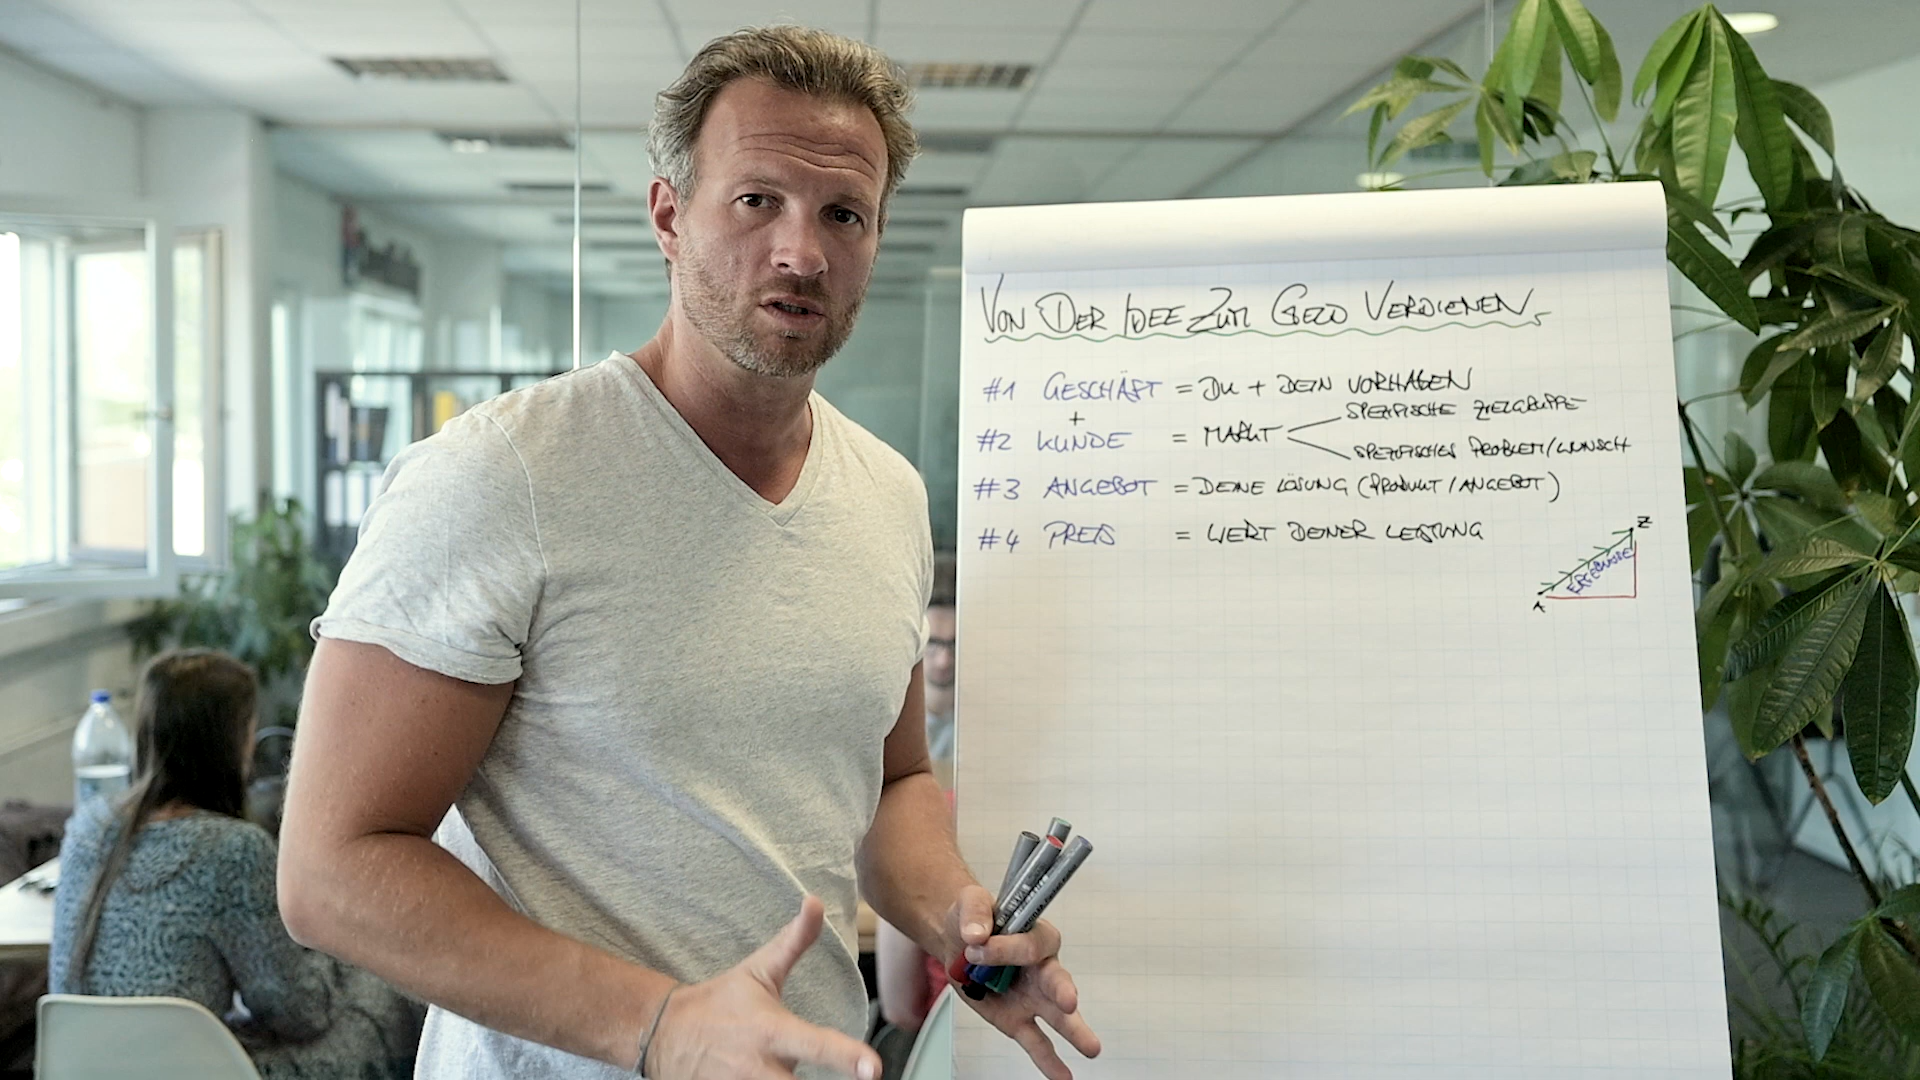 VON DER IDEE ZUM GELD VERDIENEN
#1 GESCHÄFT = DU + DEIN VORHABEN
+
#2 KUNDE = MARKT
SPEZIFISCHE ZIELGRUPPE
SPEZIFISCHES PROBLEM/WUNSCH
#3 ANGEBOT = DEINE LÖSUNG (PRODUKT/ANGEBOT)
#4 PREIS = WERT DEINER LEISTUNG
Z
ERGEBNISSE
A